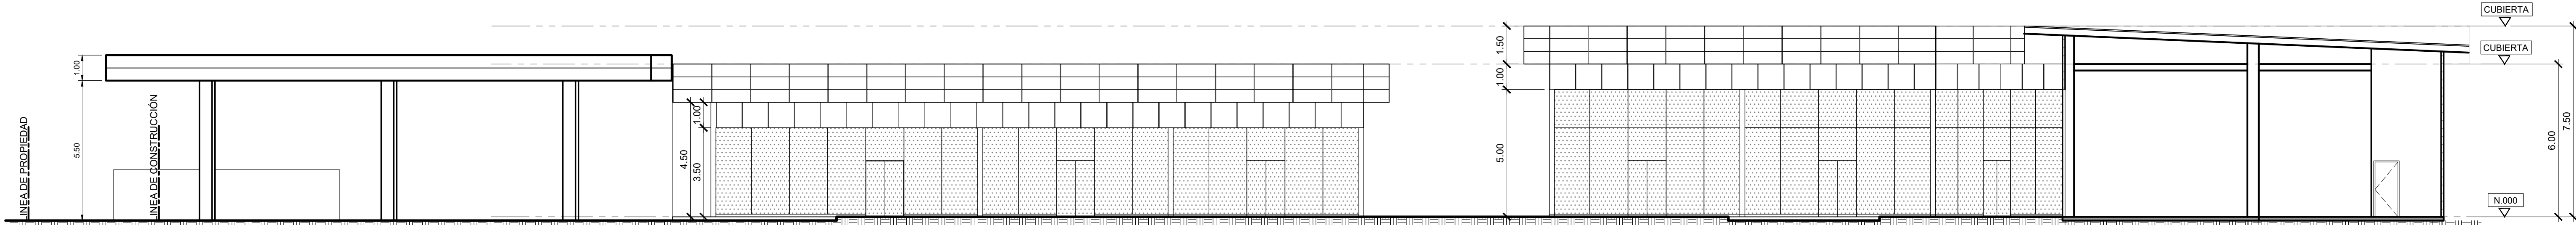 CUBIERTA
CUBIERTA
N.000
LINEA DE PROPIEDAD
LINEA DE CONSTRUCCIÓN
1.00
5.50
1.00
4.50
3.50
1.50
1.00
5.00
6.00
7.50